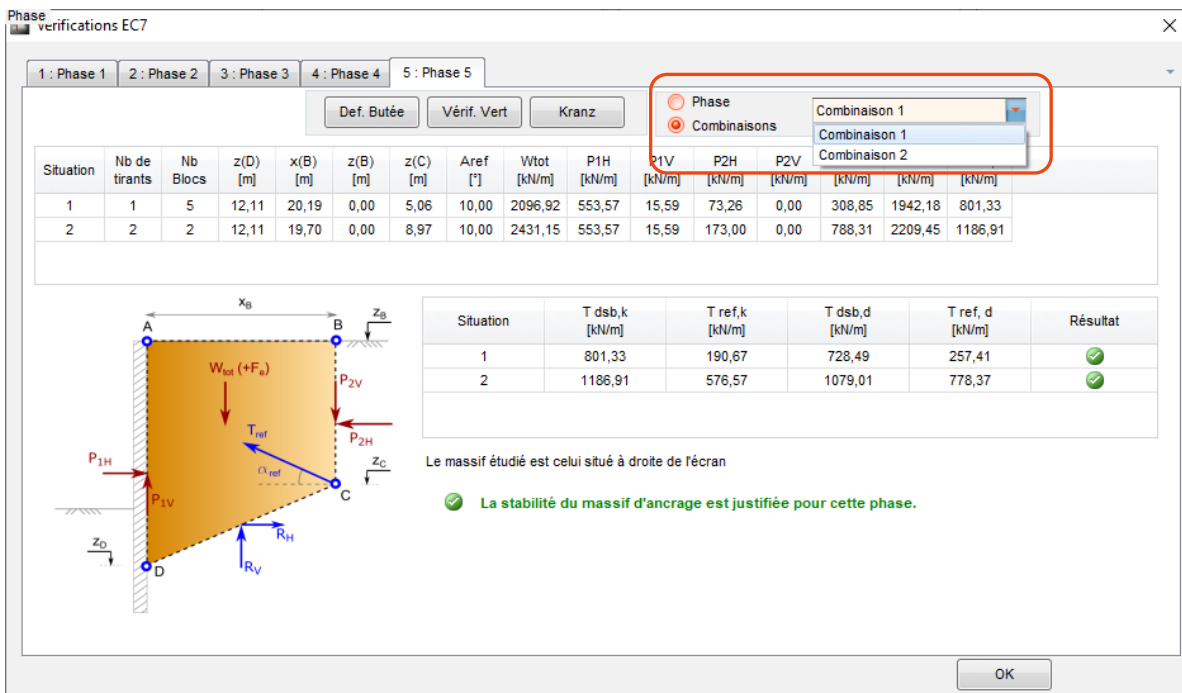 Phase
Vérifications EC7
1 : Phase 1 2 : Phase 2 3 : Phase 3 4 : Phase 4 5 : Phase 5
Def. Butée Vérif. Vert Kranz
Phase
Combinaisons
Combinaison 1
Combinaison 1
Combinaison 2
Situation Nb de tirants Nb Blocs z(D) [m] x(B) [m] z(B) [m] z(C) [m] Aref [°] Wtot [kN/m] P1H [kN/m] P1V [kN/m] P2H [kN/m] P2V [kN/m] [kN/m] [kN/m] [kN/m]
1 1 5 12,11 20,19 0,00 5,06 10,00 2096,92 553,57 15,59 73,26 0,00 308,85 1942,18 801,33
2 2 2 12,11 19,70 0,00 8,97 10,00 2431,15 553,57 15,59 173,00 0,00 788,31 2209,45 1186,91
Situation T dsb,k [kN/m] T ref,k [kN/m] T dsb,d [kN/m] T ref, d [kN/m] Résultat
1 801,33 190,67 728,49 257,41
2 1186,91 576,57 1079,01 778,37
Le massif étudié est celui situé à droite de l'écran
La stabilité du massif d'ancrage est justifiée pour cette phase.
xB
A
B
zB
Wtot (+Fe)
P2V
Tref
P2H
P1H
αref
zC
C
P1V
RH
zD
D
RV
OK